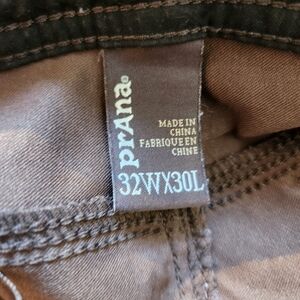 prAna®
MADE IN
CHINA
FABRIQUE EN
CHINE
32WX30L